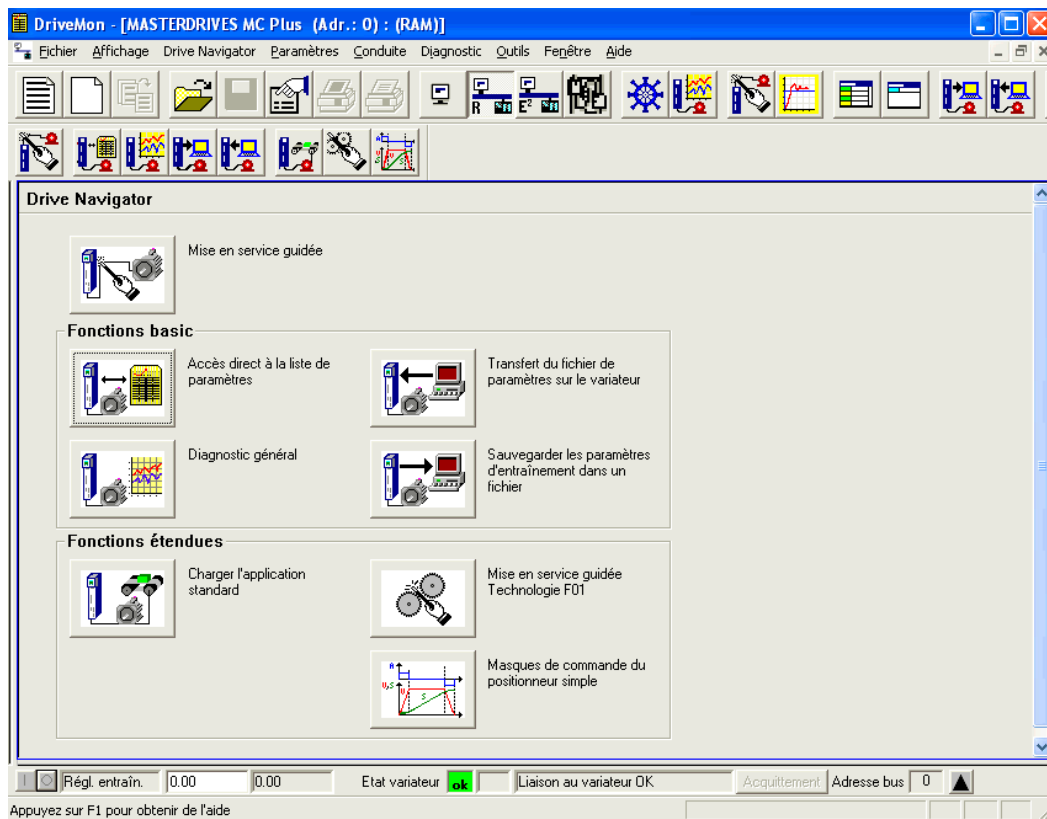 DriveMon - [MASTERDRIVES MC Plus (Adr.: 0) : (RAM)]
Fichier Affichage Drive Navigator Paramètres Conduite Diagnostic Outils Fenêtre Aide
R E²
Drive Navigator
Mise en service guidée
Fonctions basic
Accès direct à la liste de
paramètres
Transfert du fichier de
paramètres sur le variateur
Diagnostic général
Sauvegarder les paramètres
d'entraînement dans un
fichier
Fonctions étendues
Charger l'application
standard
Mise en service guidée
Technologie F01
Masques de commande du
positionneur simple
Régl. entraîn. 0.00 0.00 Etat variateur ok Liaison au variateur OK Acquittement Adresse bus 0
Appuyez sur F1 pour obtenir de l'aide